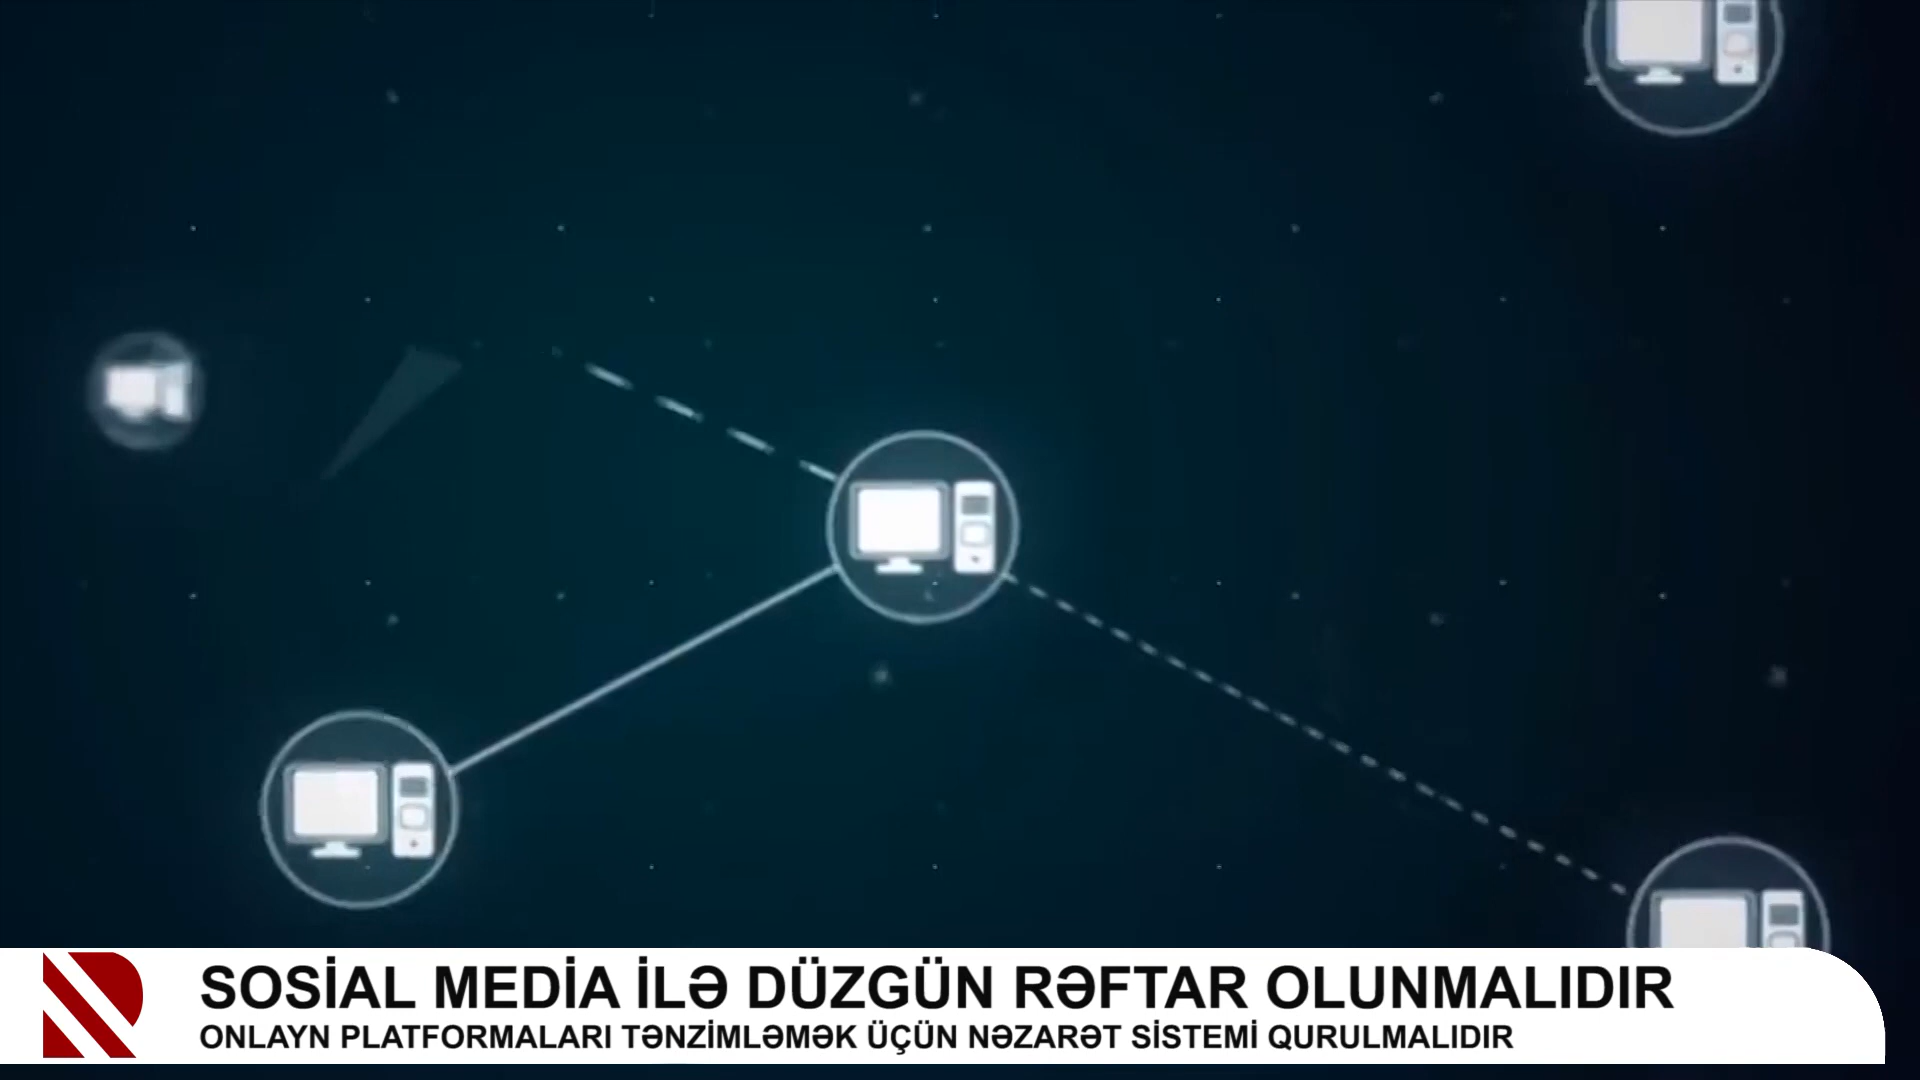 SOSİAL MEDİA İLƏ DÜZGÜN RƏFTAR OLUNMALIDIR
ONLAYN PLATFORMALARI TƏNZİMLƏMƏK ÜÇÜN NƏZARƏT SİSTEMİ QURULMALIDIR